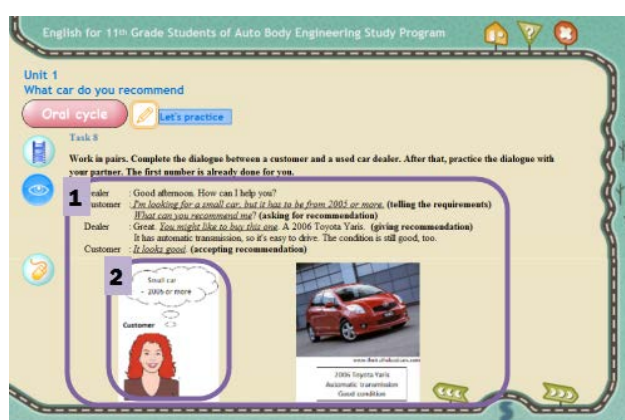 English for 11th Grade Students of Auto Body Engineering Study Program
Unit 1
What car do you recommend
Oral cycle
Let's practice
Task 8
Work in pairs. Complete the dialogue between a customer and a used car dealer. After that, practice the dialogue with
your partner. The first number is already done for you.
1
ealer : Good afternoon. How can I help you?
ustomer : I'm looking for a small car, but it has to be from 2005 or more. (telling the requirements)
What can you recommend me? (asking for recommendation)
Dealer : Great. You might like to buy this one. A 2006 Toyota Yaris. (giving recommendation)
It has automatic transmission, so it's easy to drive. The condition is still good, too.
Customer : It looks good. (accepting recommendation)
2
Small car
- 2005 or more
Customer
2006 Toyota Yaris
Automatic transmission
Good condition